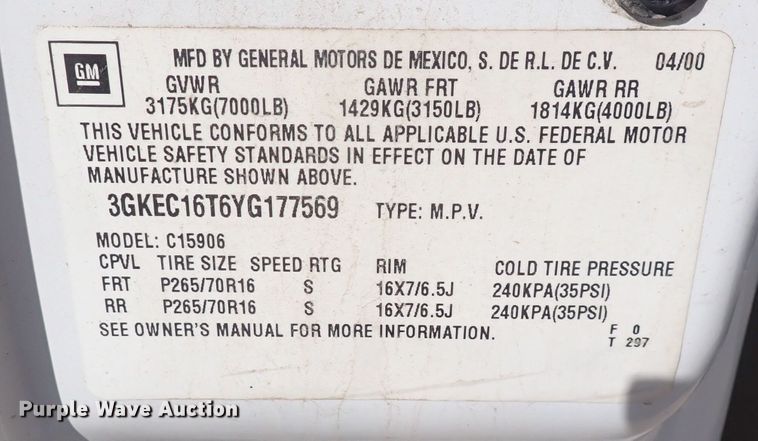 GM
MFD BY GENERAL MOTORS DE MEXICO, S. DE R.L. DE C.V. 04/00
GVWR GAWR FRT GAWR RR
3175KG(7000LB) 1429KG(3150LB) 1814KG(4000LB)
THIS VEHICLE CONFORMS TO ALL APPLICABLE U.S. FEDERAL MOTOR
VEHICLE SAFETY STANDARDS IN EFFECT ON THE DATE OF
MANUFACTURE SHOWN ABOVE.
3GKEC16T6YG177569 TYPE: M.P.V.
MODEL: C15906
CPVL TIRE SIZE SPEED RTG RIM COLD TIRE PRESSURE
FRT P265/70R16 S 16X7/6.5J 240KPA(35PSI)
RR P265/70R16 S 16X7/6.5J 240KPA(35PSI)
SEE OWNER'S MANUAL FOR MORE INFORMATION. F 0
T 297
Purple Wave Auction